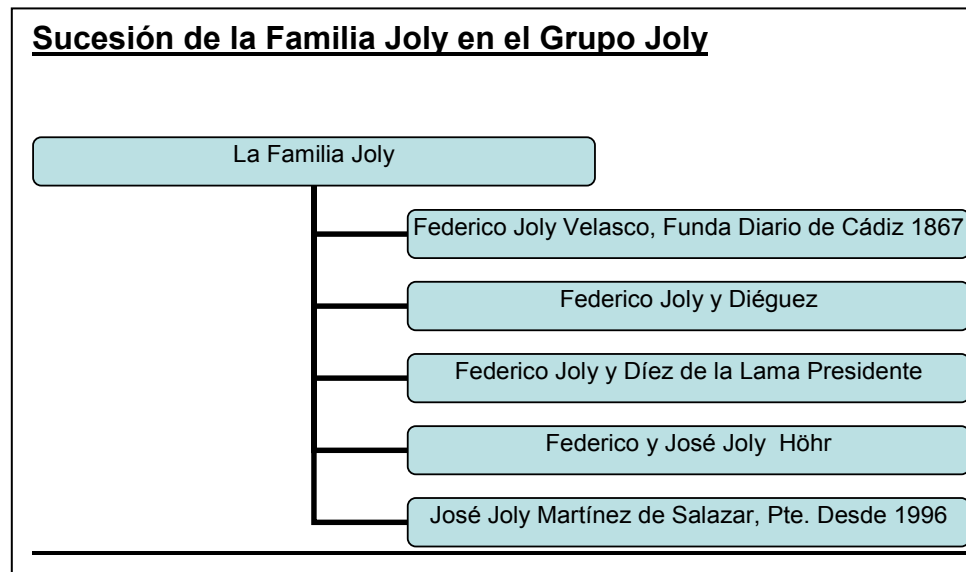 Sucesión de la Familia Joly en el Grupo Joly
La Familia Joly
Federico Joly Velasco, Funda Diario de Cádiz 1867
Federico Joly y Diéguez
Federico Joly y Díez de la Lama Presidente
Federico y José Joly Höhr
José Joly Martínez de Salazar, Pte. Desde 1996